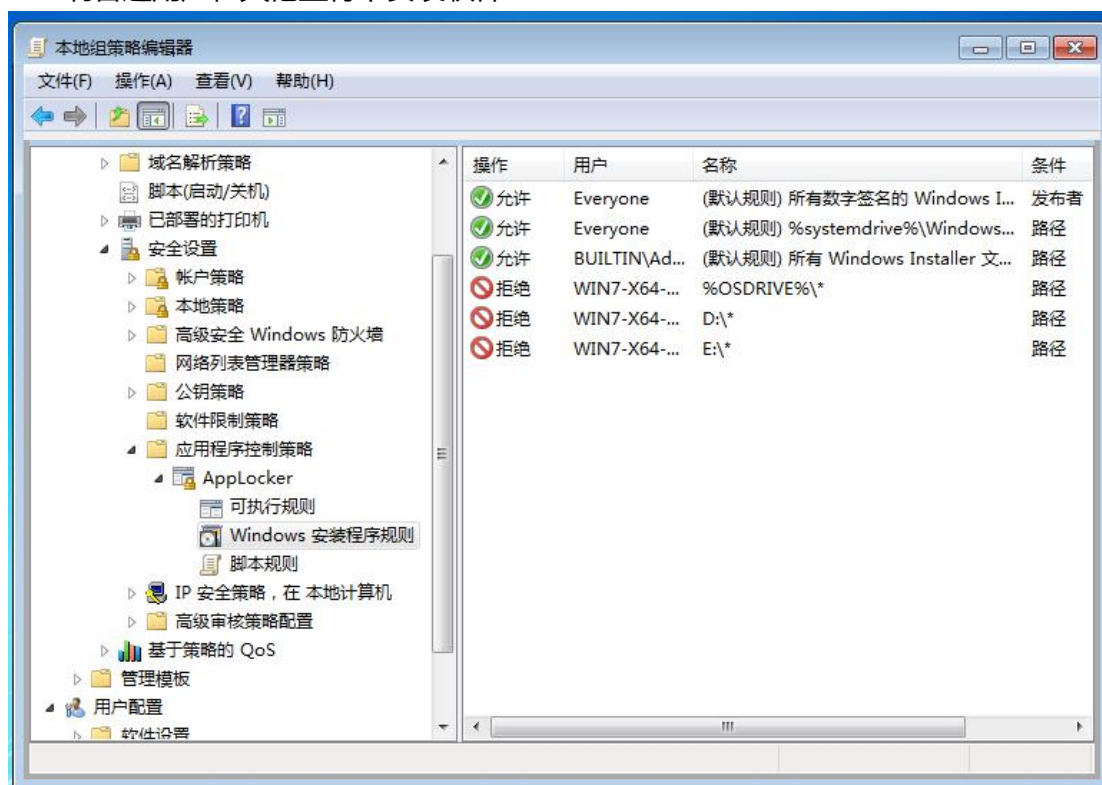 本地组策略编辑器
文件(F) 操作(A) 查看(V) 帮助(H)
域名解析策略
脚本(启动/关机)
已部署的打印机
安全设置
帐户策略
本地策略
高级安全 Windows 防火墙
网络列表管理器策略
公钥策略
软件限制策略
应用程序控制策略
AppLocker
可执行规则
Windows 安装程序规则
脚本规则
IP 安全策略，在 本地计算机
高级审核策略配置
基于策略的 QoS
管理模板
用户配置
软件设置
操作 用户 名称 条件
允许 Everyone (默认规则) 所有数字签名的 Windows I... 发布者
允许 Everyone (默认规则) %systemdrive%\Windows... 路径
允许 BUILTIN\Ad... (默认规则) 所有 Windows Installer 文... 路径
拒绝 WIN7-X64-... %OSDRIVE%\* 路径
拒绝 WIN7-X64-... D:\* 路径
拒绝 WIN7-X64-... E:\* 路径